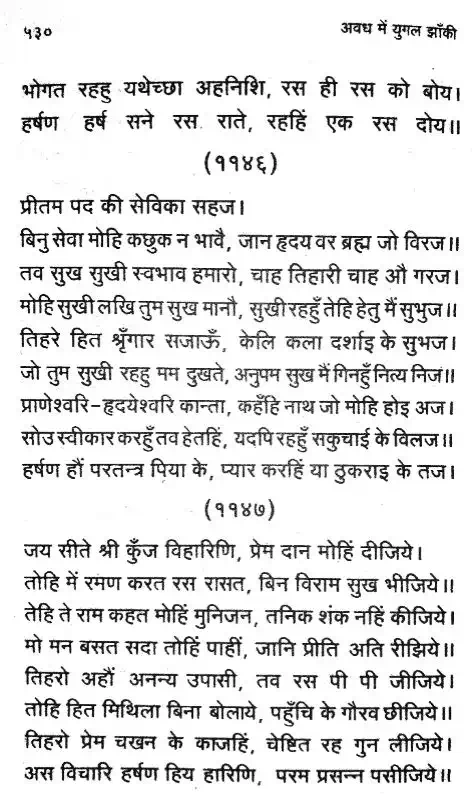 ५३०
अवध में युगल झाँकी
भोगत रहहु यथेच्छा अहनिशि, रस ही रस को बोय।
हर्षण हर्ष सने रस राते, रहहिं एक रस दोय॥
(११४६)
प्रीतम पद की सेविका सहज।
बिनु सेवा मोहि कछुक न भावै, जान हृदय वर ब्रह्म जो विरज॥
तव सुख सुखी स्वभाव हमारो, चाह तिहारी चाह औ गरज।
मोहि सुखी लखि तुम सुख मानौ, सुखी रहहुँ तेहि हेतु मैं सुभुज॥
तिहरे हित श्रृँगार सजाऊँ, केलि कला दर्शाइ के सुभज।
जो तुम सुखी रहहु मम दुखते, अनुपम सुख मैं गिनहुँ नित्य निज॥
प्राणेश्वरि-हृदयेश्वरि कान्ता, कहँहि नाथ जो मोहि होइ अज।
सोउ स्वीकार करहुँ तव हेतहिं, यदपि रहहुँ सकुचाई के विलज॥
हर्षण हौं परतन्त्र पिया के, प्यार करहिं या ठुकराइ के तज।
(११४७)
जय सीते श्री कुँज विहारिणि, प्रेम दान मोहिं दीजिये।
तोहि में रमण करत रस रासत, बिन विराम सुख भीजिये॥
तेहि ते राम कहत मोहिं मुनिजन, तनिक शंक नहिं कीजिये।
मो मन बसत सदा तोहिं पाहीं, जानि प्रीति अति रीझिये॥
तिहरो अहौं अनन्य उपासी, तव रस पी पी जीजिये।
तोहि हित मिथिला बिना बोलाये, पहुँचि के गौरव छीजिये॥
तिहरो प्रेम चखन के काजहिं, चेष्टित रह गुन लीजिये।
अस विचारि हर्षण हिय हारिणि, परम प्रसन्न पसीजिये॥